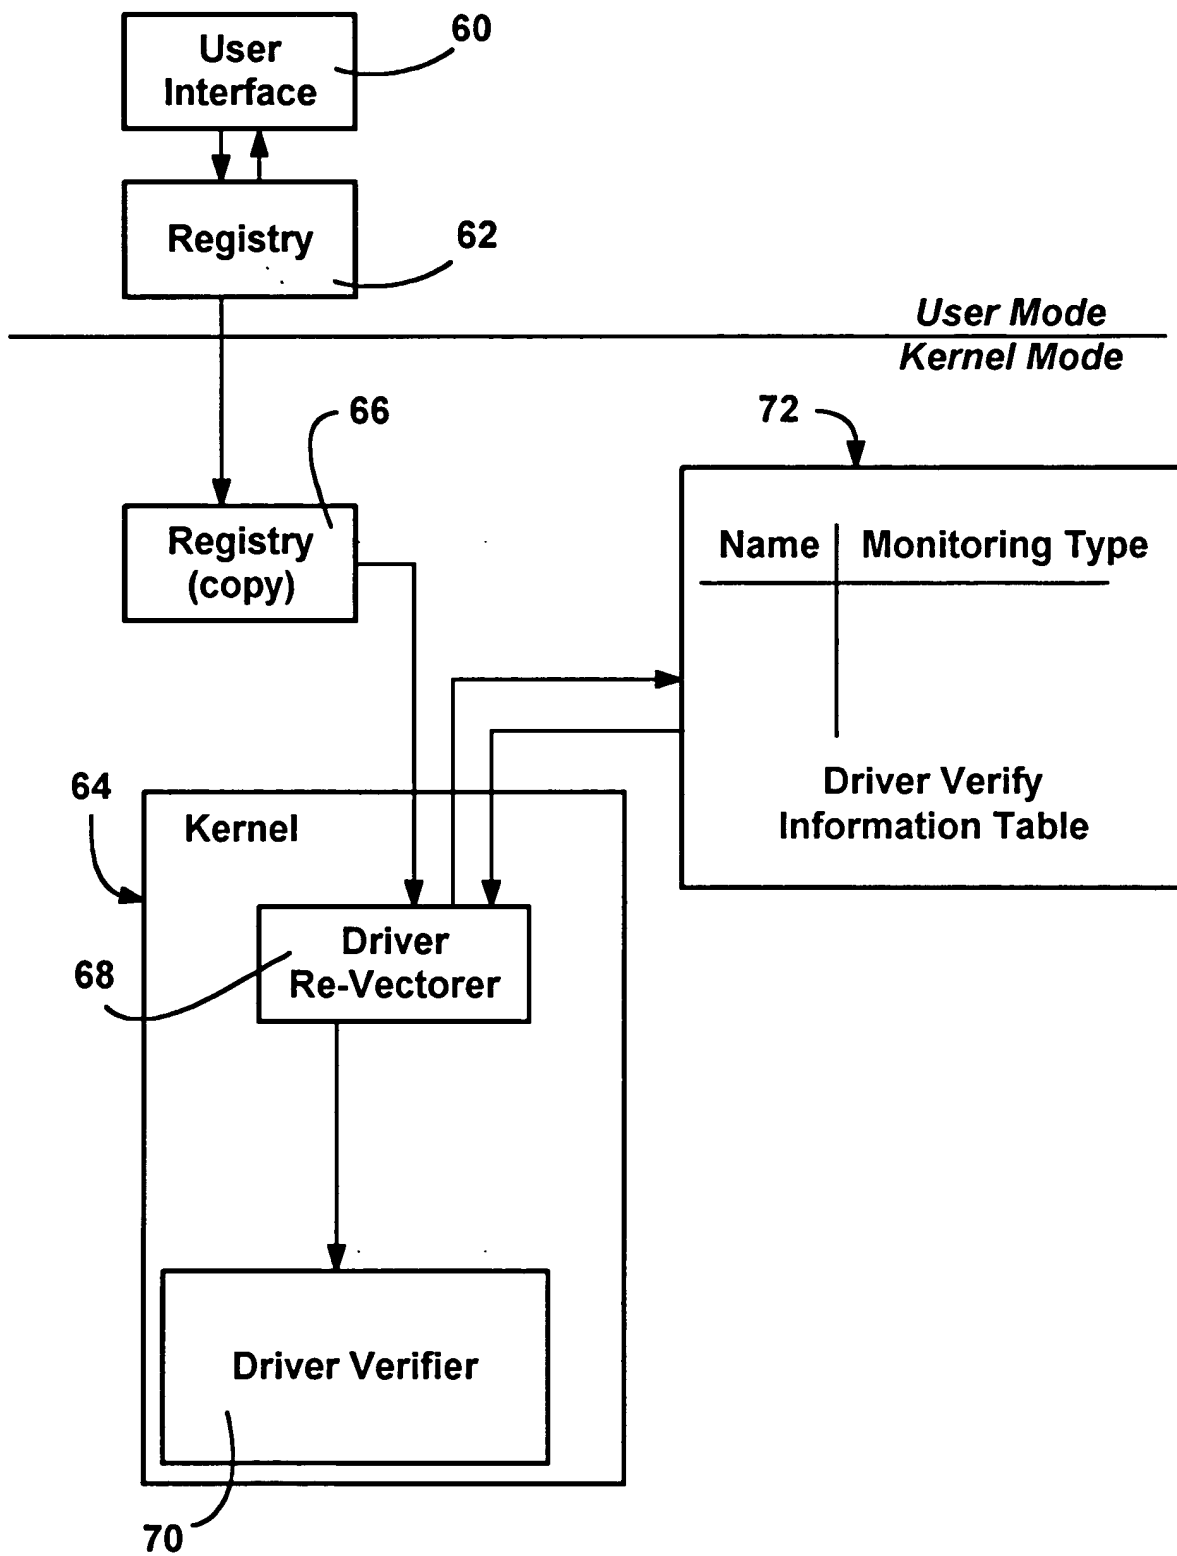 60
User
Interface
Registry
62
User Mode
Kernel Mode
66
72
Registry
(copy)
Name
Monitoring Type
64
Kernel
Driver Verify
Information Table
68
Driver
Re-Vectorer
Driver Verifier
70